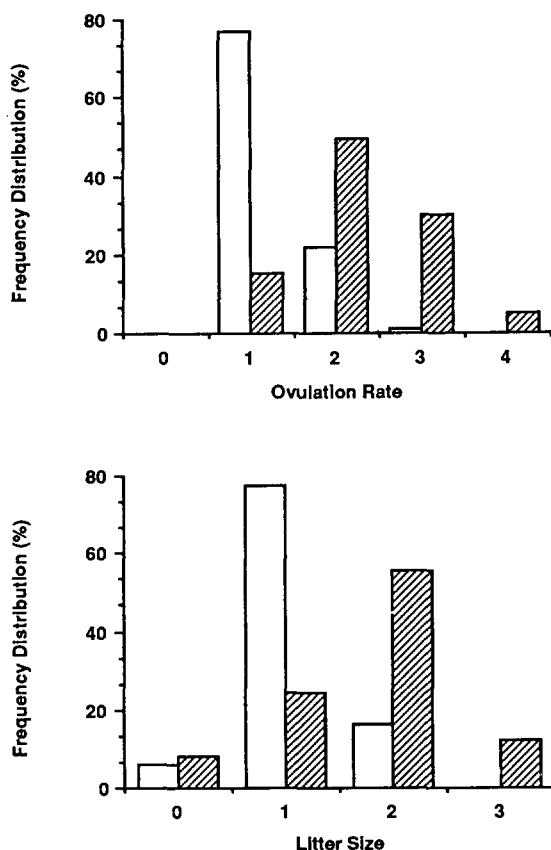 80
60
40
20
0
Frequency Distribution (%)
0 1 2 3 4
Ovulation Rate
80
60
40
20
0
Frequency Distribution (%)
0 1 2 3
Litter Size